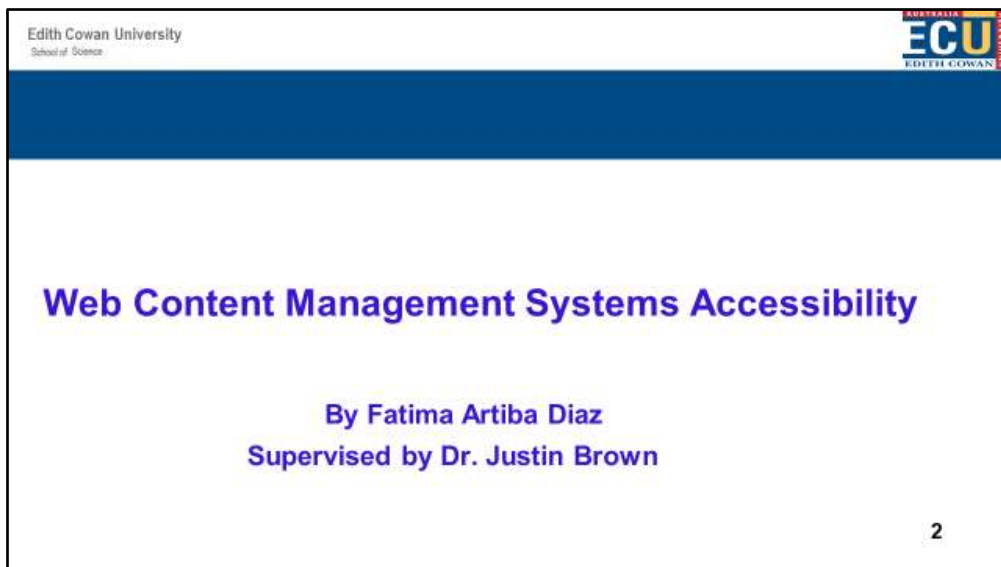 Edith Cowan University
School of Science
AUSTRALIA
ECU
EDITH COWAN
Web Content Management Systems Accessibility
By Fatima Artiba Diaz
Supervised by Dr. Justin Brown
2